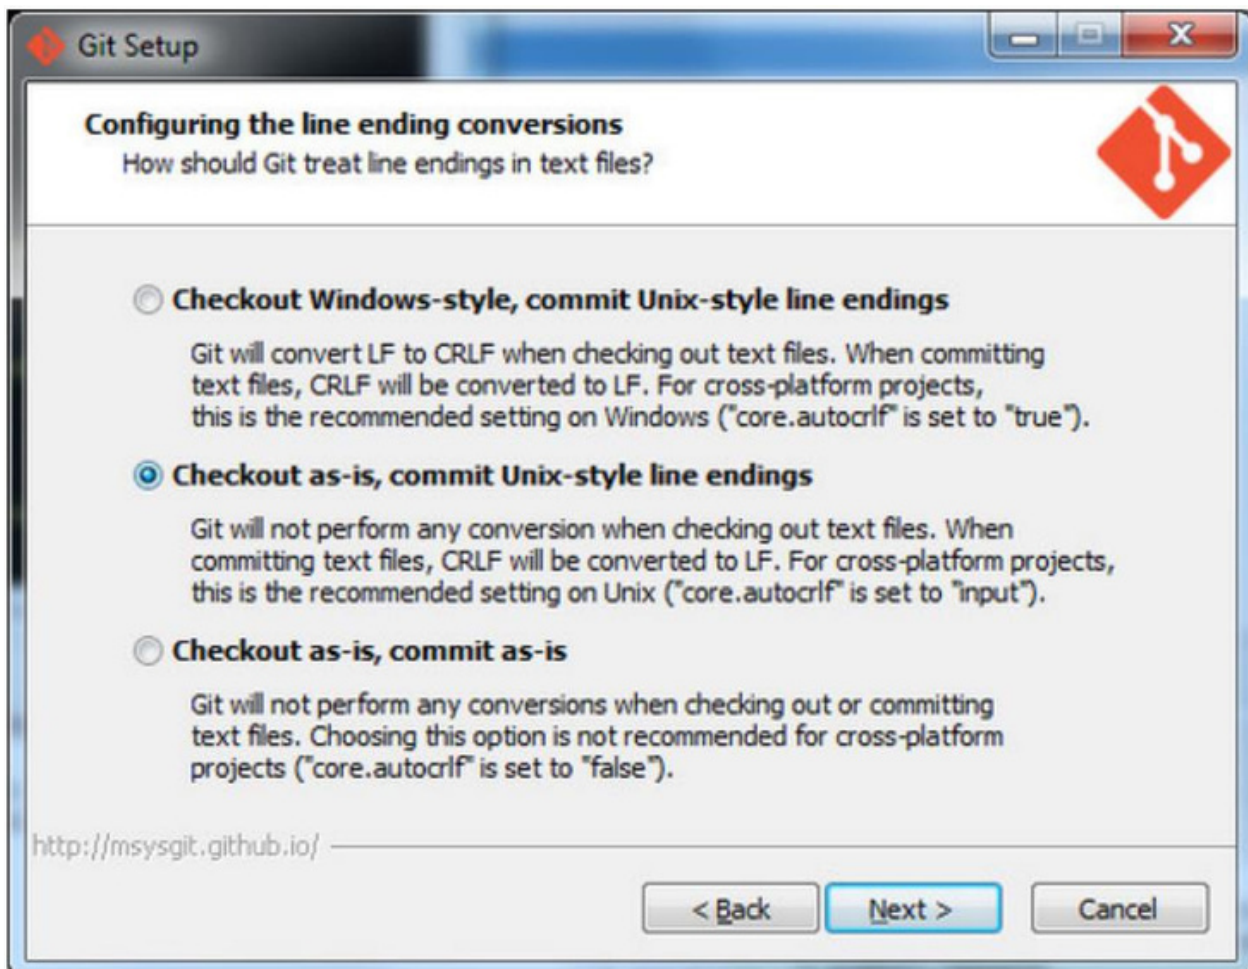 Git Setup
Configuring the line ending conversions
How should Git treat line endings in text files?
Checkout Windows-style, commit Unix-style line endings
Git will convert LF to CRLF when checking out text files. When committing
text files, CRLF will be converted to LF. For cross-platform projects,
this is the recommended setting on Windows ("core.autocrlf" is set to "true").
Checkout as-is, commit Unix-style line endings
Git will not perform any conversion when checking out text files. When
committing text files, CRLF will be converted to LF. For cross-platform projects,
this is the recommended setting on Unix ("core.autocrlf" is set to "input").
Checkout as-is, commit as-is
Git will not perform any conversions when checking out or committing
text files. Choosing this option is not recommended for cross-platform
projects ("core.autocrlf" is set to "false").
http://msysgit.github.io/
< Back Next > Cancel